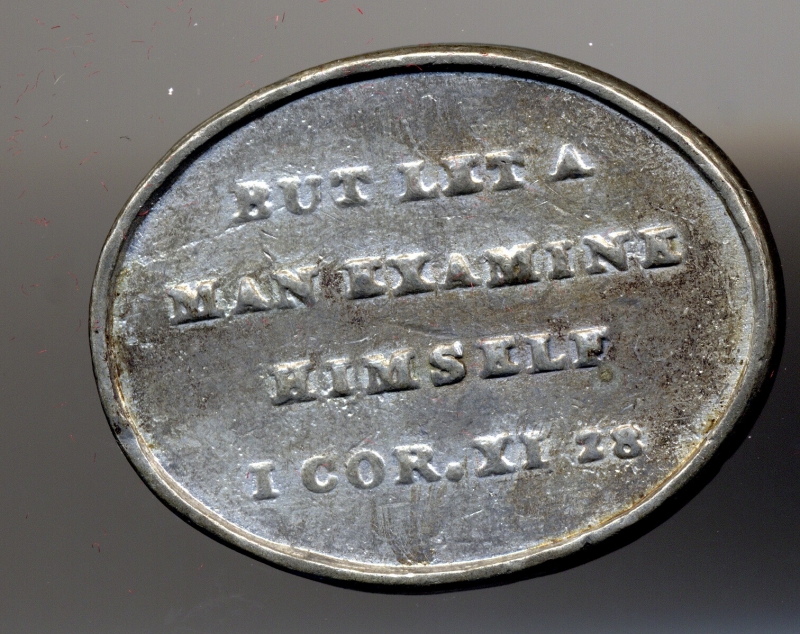 BUT LET A
MAN EXAMINE
HIMSELF
I COR. XI 28